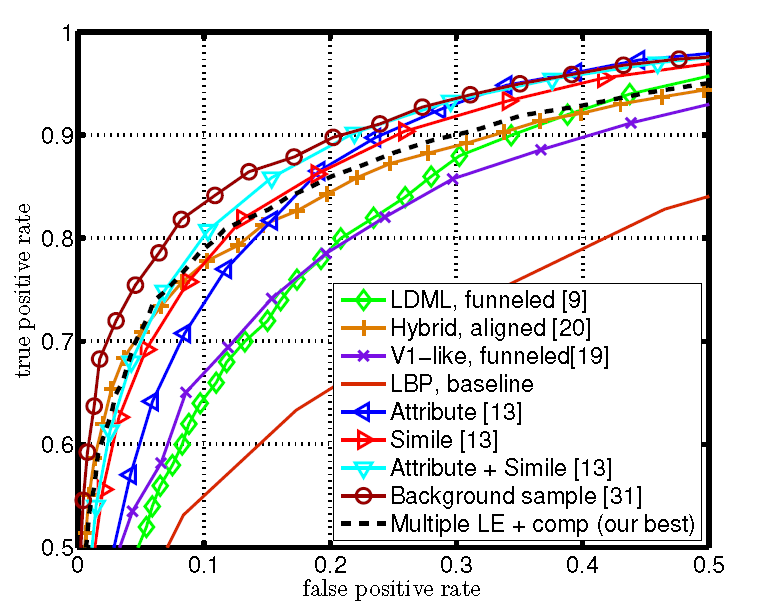 1
0.9
0.8
0.7
0.6
0.5
true positive rate
LDML, funneled [9]
Hybrid, aligned [20]
V1-like, funneled[19]
LBP, baseline
Attribute [13]
Simile [13]
Attribute + Simile [13]
Background sample [31]
Multiple LE + comp (our best)
0 0.1 0.2 0.3 0.4 0.5
false positive rate